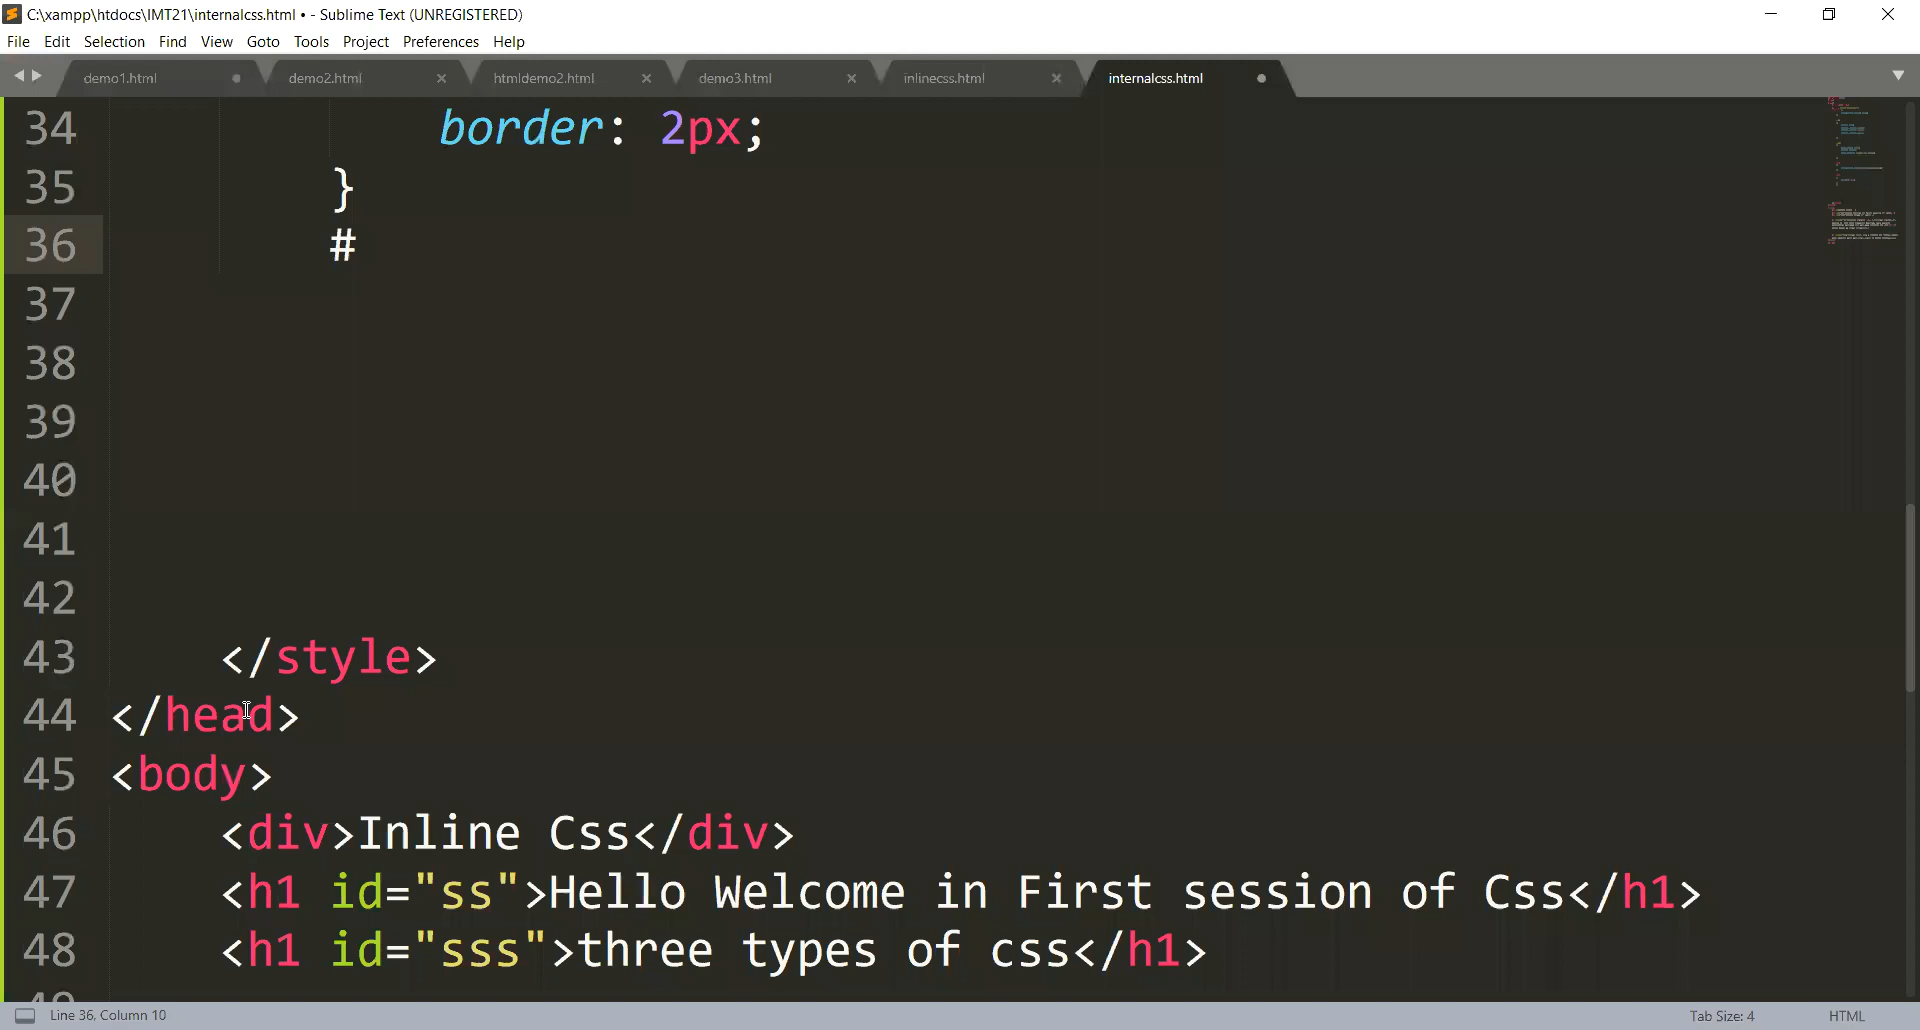 C:\xampp\htdocs\IMT21\internalcss.html • - Sublime Text (UNREGISTERED)
File Edit Selection Find View Goto Tools Project Preferences Help
demo1.html demo2.html htmldemo2.html demo3.html inlinecss.html internalcss.html
34 border: 2px;
35 }
36 #
37
38
39
40
41
42
43 </style>
44 </head>
45 <body>
46 <div>Inline Css</div>
47 <h1 id="ss">Hello Welcome in First session of Css</h1>
48 <h1 id="sss">three types of css</h1>
49
Line 36, Column 10 Tab Size: 4 HTML